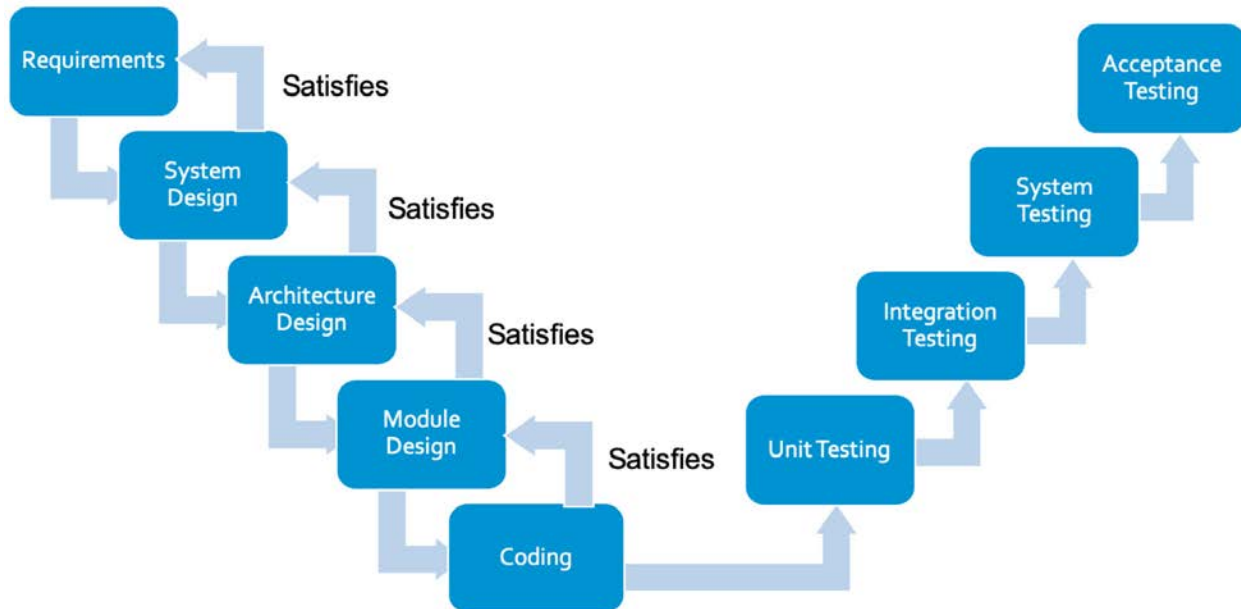 Requirements
Satisfies
System
Design
Satisfies
Architecture
Design
Satisfies
Module
Design
Satisfies
Coding
Unit Testing
Integration
Testing
System
Testing
Acceptance
Testing